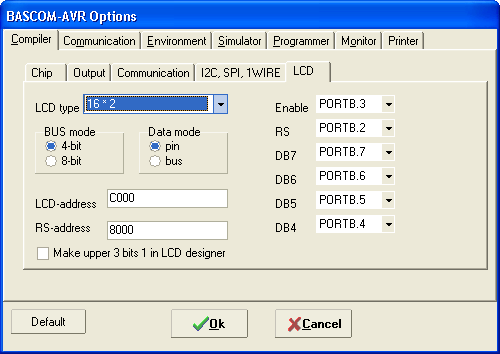 BASCOM-AVR Options
Compiler Communication Environment Simulator Programmer Monitor Printer
Chip Output Communication I2C, SPI, 1WIRE LCD
LCD type 16 * 2
Enable PORTB.3
RS PORTB.2
DB7 PORTB.7
DB6 PORTB.6
DB5 PORTB.5
DB4 PORTB.4
BUS mode
4-bit
8-bit
Data mode
pin
bus
LCD-address C000
RS-address 8000
Make upper 3 bits 1 in LCD designer
Default Ok Cancel